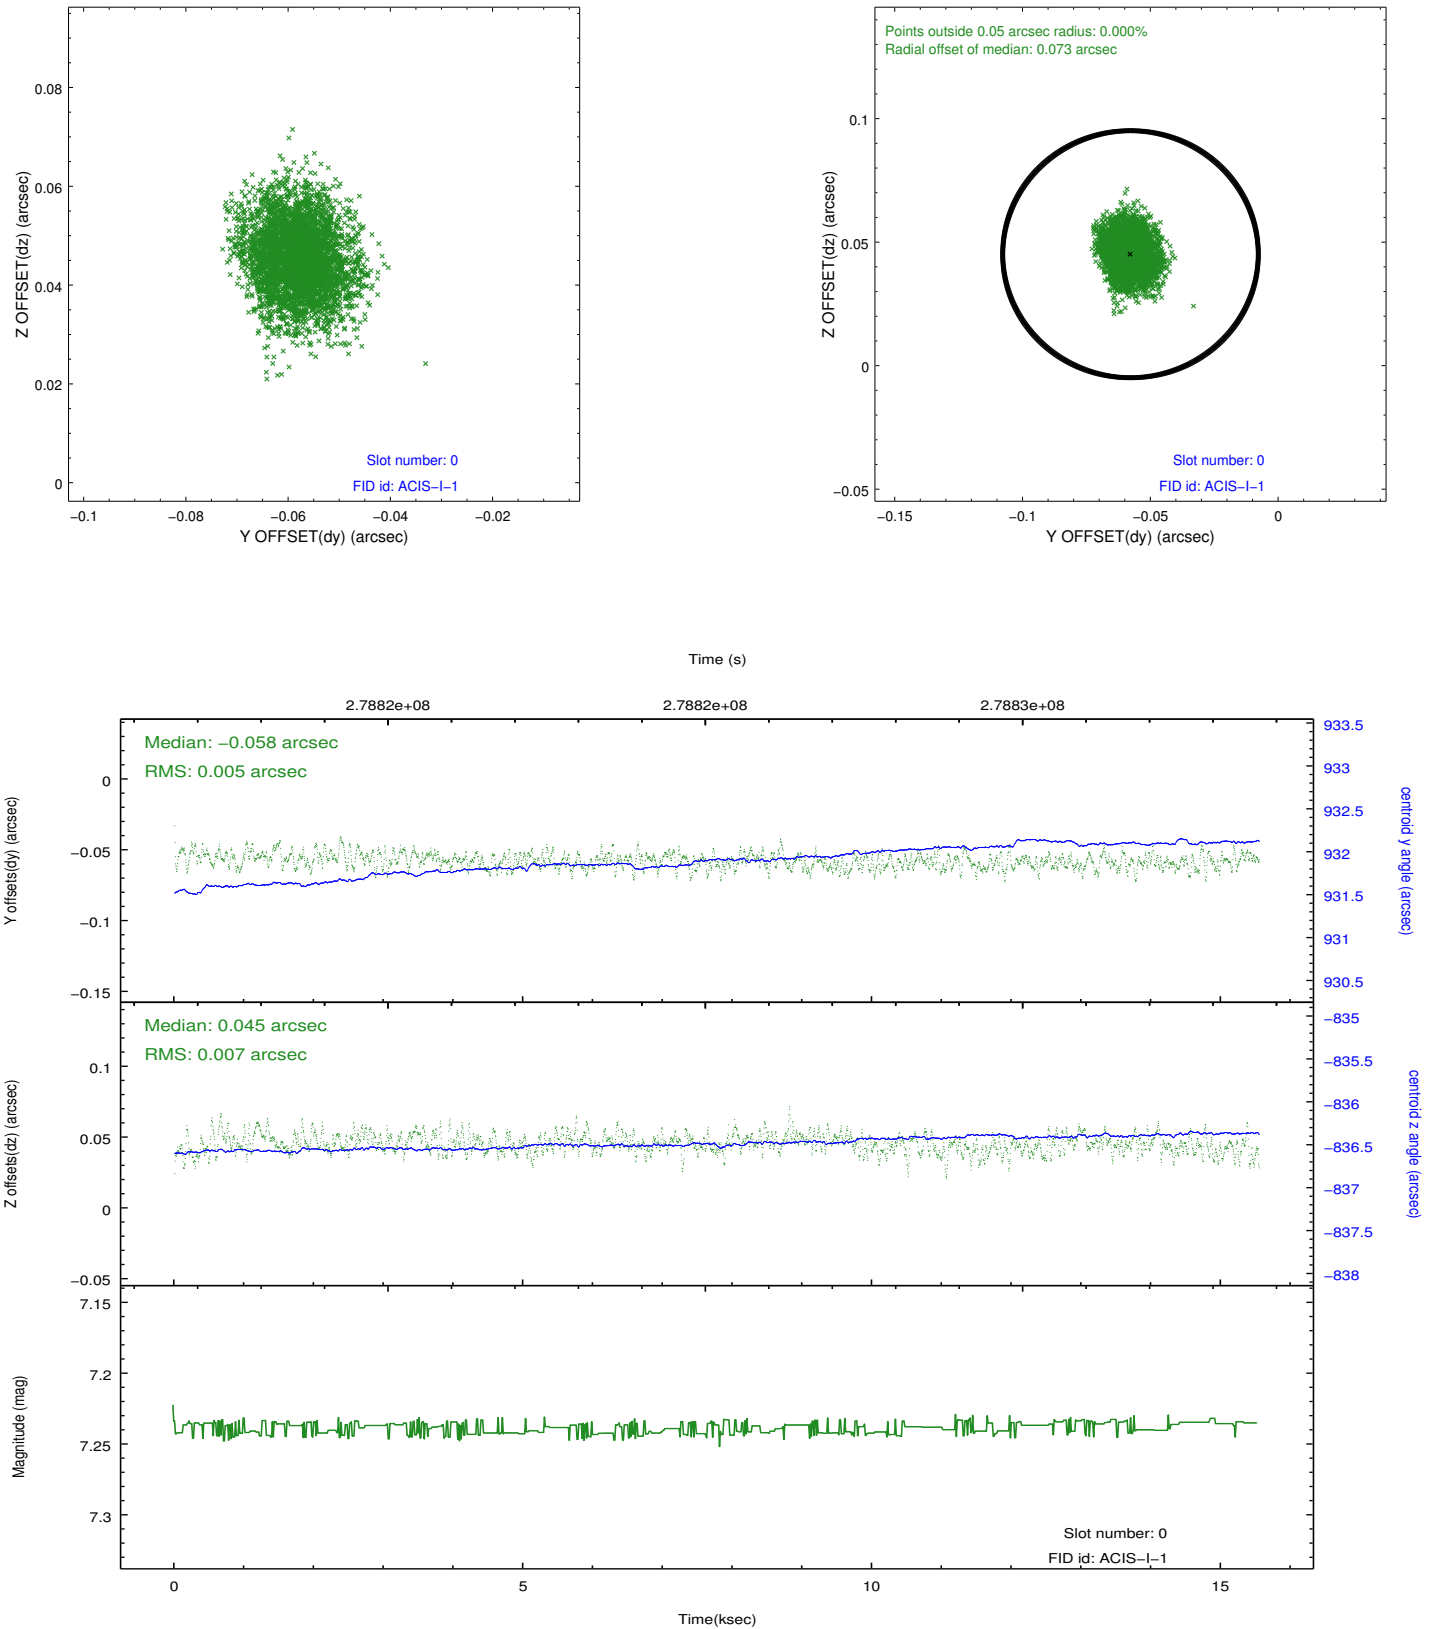 0.08
0.06
0.04
0.02
0
Z OFFSET(dz) (arcsec)
Slot number: 0
FID id: ACIS−I−1
−0.1
−0.08
−0.06
−0.04
−0.02
Y OFFSET(dy) (arcsec)
Points outside 0.05 arcsec radius: 0.000%
Radial offset of median: 0.073 arcsec
0.1
0.05
0
−0.05
Z OFFSET(dz) (arcsec)
Slot number: 0
FID id: ACIS−I−1
−0.15
−0.1
−0.05
0
Y OFFSET(dy) (arcsec)
Time (s)
2.7882e+08
2.7882e+08
2.7883e+08
Median: −0.058 arcsec
RMS: 0.005 arcsec
0
−0.05
−0.1
−0.15
Y offsets(dy) (arcsec)
933.5
933
932.5
932
931.5
931
930.5
centroid y angle (arcsec)
Median: 0.045 arcsec
RMS: 0.007 arcsec
0.1
0.05
0
−0.05
Z offsets(dz) (arcsec)
−835
−835.5
−836
−836.5
−837
−837.5
−838
centroid z angle (arcsec)
7.15
7.2
7.25
7.3
Magnitude (mag)
Slot number: 0
FID id: ACIS−I−1
0
5
10
15
Time(ksec)